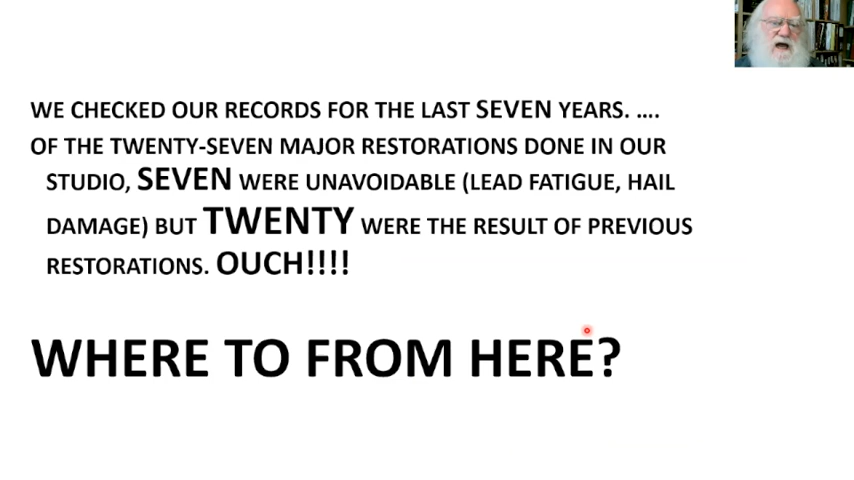 WE CHECKED OUR RECORDS FOR THE LAST SEVEN YEARS. ....
OF THE TWENTY-SEVEN MAJOR RESTORATIONS DONE IN OUR
STUDIO, SEVEN WERE UNAVOIDABLE (LEAD FATIGUE, HAIL
DAMAGE) BUT TWENTY WERE THE RESULT OF PREVIOUS
RESTORATIONS. OUCH!!!!
WHERE TO FROM HERE?